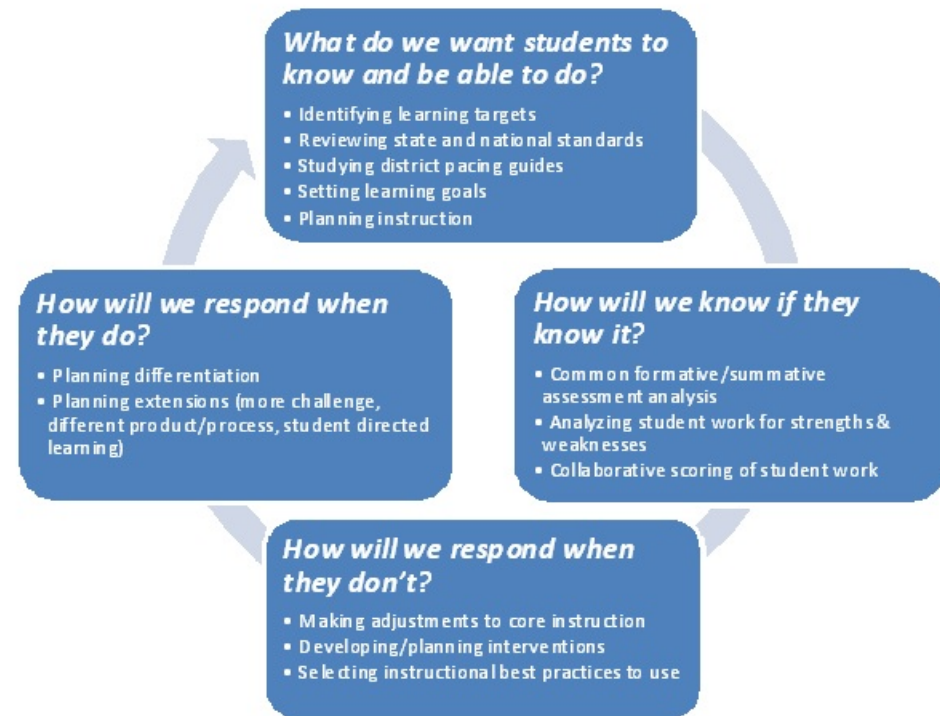 What do we want students to
know and be able to do?
• Identifying learning targets
• Reviewing state and national standards
• Studying district pacing guides
• Setting learning goals
• Planning instruction
How will we know if they
know it?
• Common formative/summative
assessment analysis
• Analyzing student work for strengths &
weaknesses
• Collaborative scoring of student work
How will we respond when
they don't?
• Making adjustments to core instruction
• Developing/planning interventions
• Selecting instructional best practices to use
How will we respond when
they do?
• Planning differentiation
• Planning extensions (more challenge,
different product/process, student directed
learning)